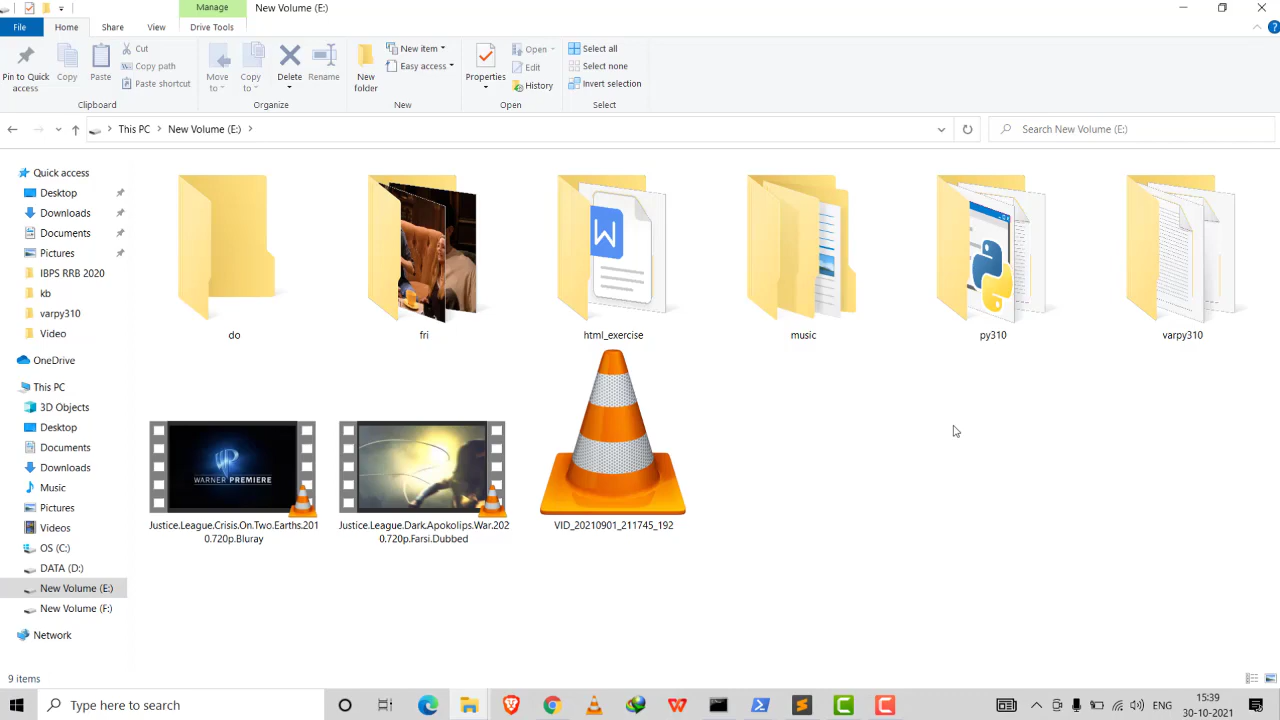 Manage
New Volume (E:)
File
Home
Share
View
Drive Tools
Pin to Quick access
Copy
Paste
Cut
Copy path
Paste shortcut
Clipboard
Move to
Copy to
Delete
Rename
Organize
New folder
New item
Easy access
New
Properties
Open
Edit
History
Open
Select all
Select none
Invert selection
Select
This PC
New Volume (E:)
Search New Volume (E:)
Quick access
Desktop
Downloads
Documents
Pictures
IBPS RRB 2020
kb
varpy310
Video
OneDrive
This PC
3D Objects
Desktop
Documents
Downloads
Music
Pictures
Videos
OS (C:)
DATA (D:)
New Volume (E:)
New Volume (F:)
Network
do
fri
html_exercise
music
py310
varpy310
WARNER PREMIERE
Justice.League.Crisis.On.Two.Earths.201
0.720p.Bluray
Justice.League.Dark.Apokolips.War.202
0.720p.Farsi.Dubbed
VID_20210901_211745_192
9 items
Type here to search
ENG
15:39
30-10-2021